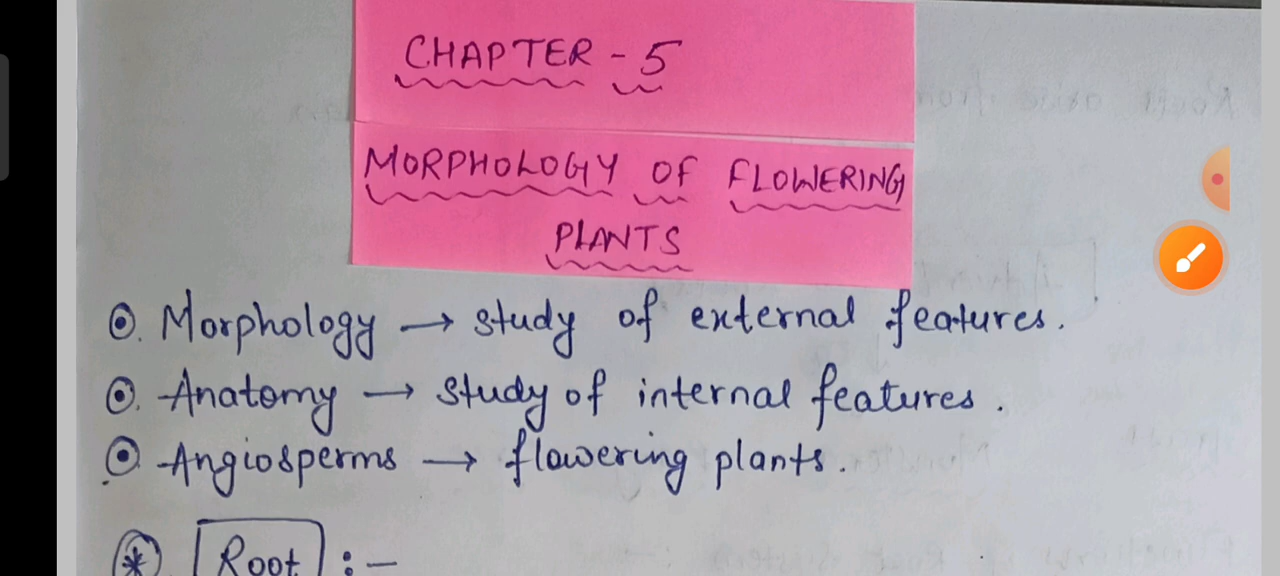 CHAPTER - 5
MORPHOLOGY OF FLOWERING
PLANTS
⊙. Morphology → study of external features.
⊙. Anatomy → study of internal features.
⊙ Angiosperms → flowering plants.
* Root :-